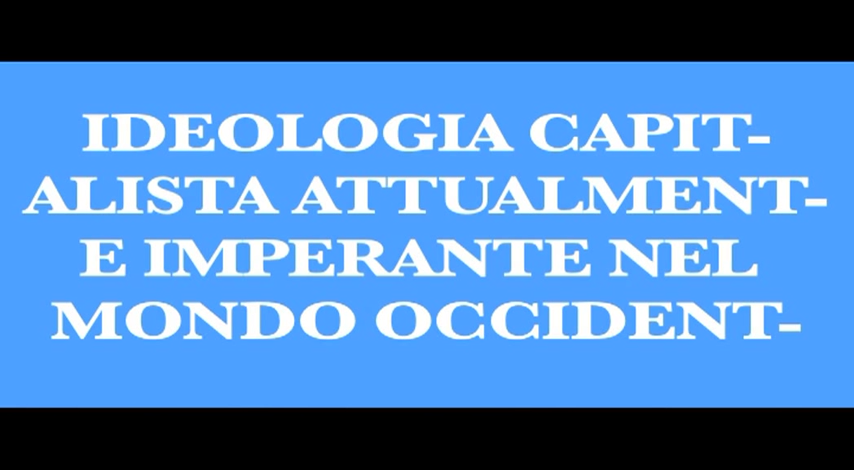 IDEOLOGIA CAPIT-
ALISTA ATTUALMENT-
E IMPERANTE NEL
MONDO OCCIDENT-